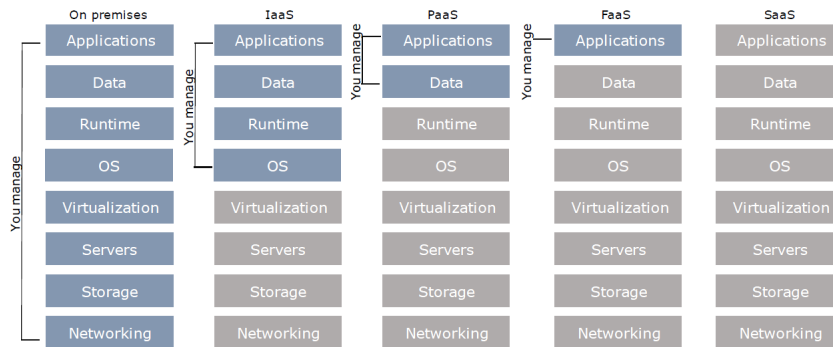 On premises
IaaS
PaaS
FaaS
SaaS
Applications
Applications
Applications
Applications
Applications
Data
Data
Data
Data
Data
Runtime
Runtime
Runtime
Runtime
Runtime
OS
OS
OS
OS
OS
Virtualization
Virtualization
Virtualization
Virtualization
Virtualization
Servers
Servers
Servers
Servers
Servers
Storage
Storage
Storage
Storage
Storage
Networking
Networking
Networking
Networking
Networking
You manage
You manage
You manage
You manage